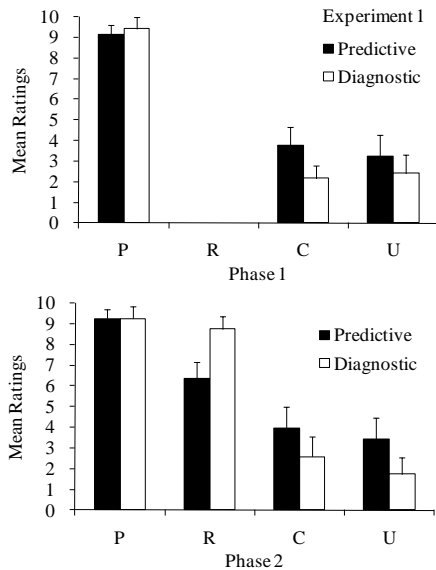 Experiment 1
Predictive
Diagnostic
Mean Ratings
10
9
8
7
6
5
4
3
2
1
0
P R C U
Phase 1
Predictive
Diagnostic
Mean Ratings
10
9
8
7
6
5
4
3
2
1
0
P R C U
Phase 2